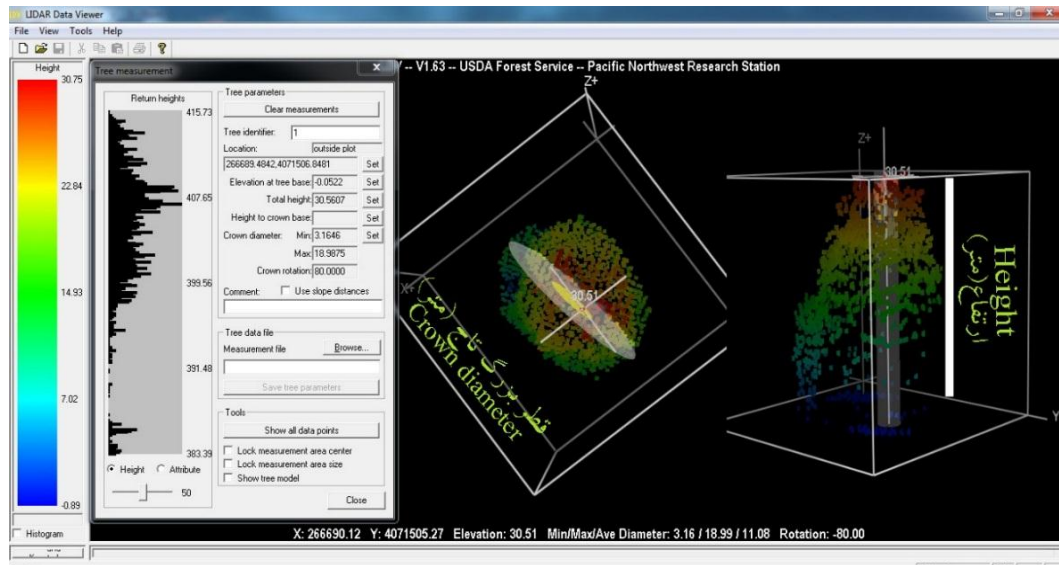 LIDAR Data Viewer
File View Tools Help
Height
30.75
22.84
14.93
7.02
-0.89
Histogram
Tree measurement
Return heights
415.73
407.65
399.56
391.48
383.39
Height Attribute
50
Tree parameters
Clear measurements
Tree identifier: 1
Location: outside plot
266689.4842,4071506.8481 Set
Elevation at tree base: -0.0522 Set
Total height: 30.5607 Set
Height to crown base: Set
Crown diameter: Min: 3.1646 Set
Max: 18.9875
Crown rotation: 80.0000
Comment: Use slope distances
Tree data file
Measurement file Browse...
Save tree parameters
Tools
Show all data points
Lock measurement area center
Lock measurement area size
Show tree model
Close
Y -- V1.63 -- USDA Forest Service -- Pacific Northwest Research Station
Z+
X+
30.51
قطر بزرگ تاج (متر)
Crown diameter
Z+
30.51
Y
Height
ارتفاع (متر)
X: 266690.12 Y: 4071505.27 Elevation: 30.51 Min/Max/Ave Diameter: 3.16 / 18.99 / 11.08 Rotation: -80.00